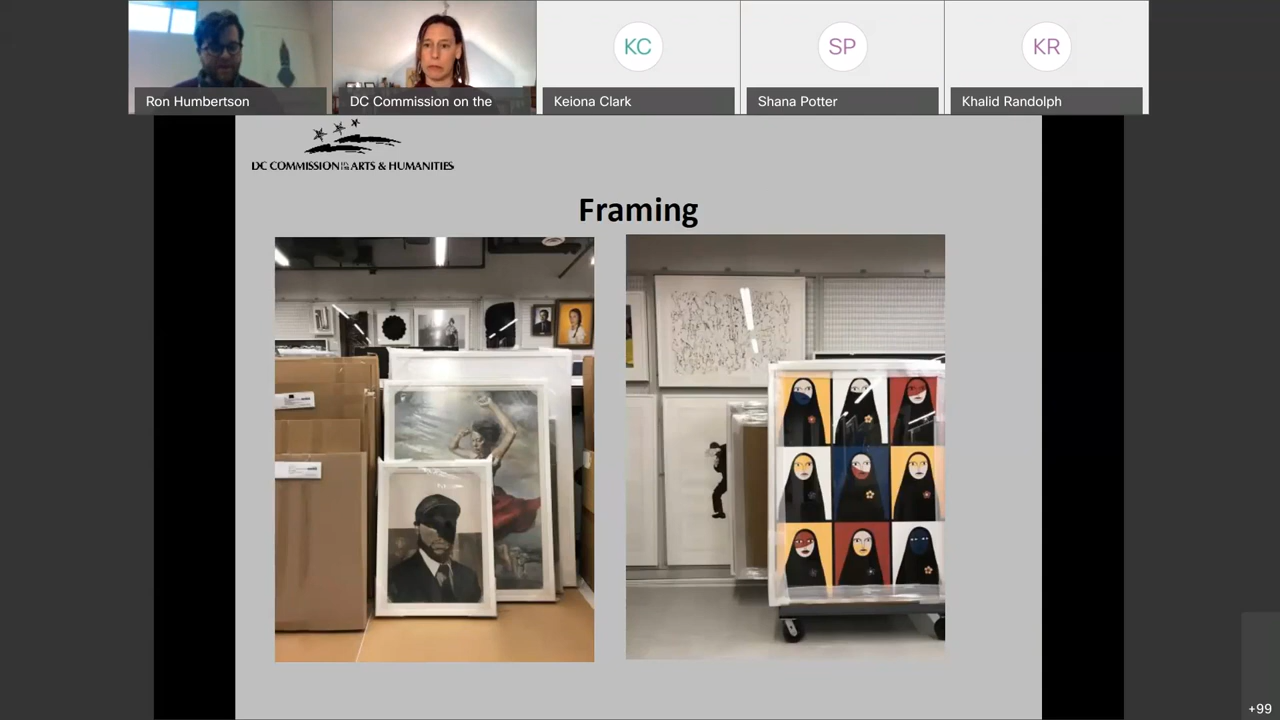 KC
SP
KR
Ron Humbertson
DC Commission on the
Keiona Clark
Shana Potter
Khalid Randolph
DC COMMISSION ON THE ARTS & HUMANITIES
Framing
+99